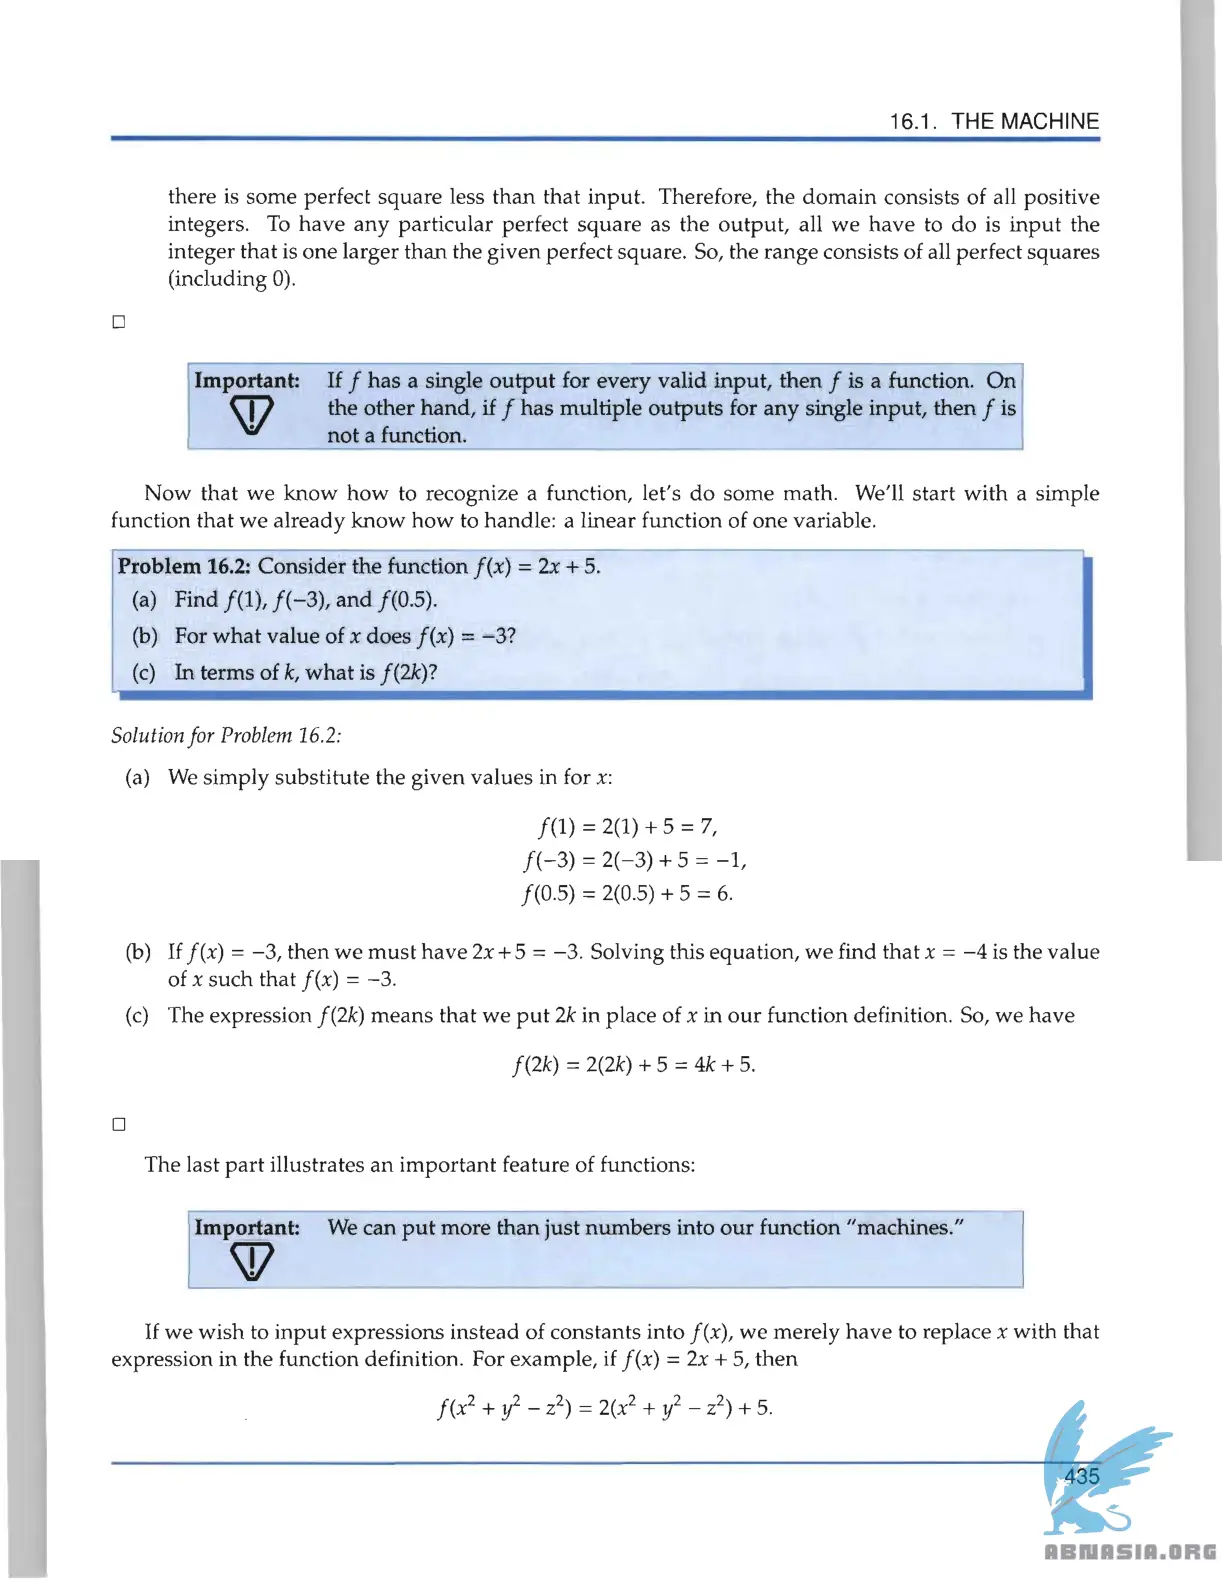 16.1. THE MACHINE
there is some perfect square less than that input. Therefore, the domain consists of all positive
integers. To have any particular perfect square as the output, all we have to do is input the
integer that is one larger than the given perfect square. So, the range consists of all perfect squares
(including 0).
□
Important: If f has a single output for every valid input, then f is a function. On
the other hand, if f has multiple outputs for any single input, then f is
not a function.
Now that we know how to recognize a function, let's do some math. We'll start with a simple
function that we already know how to handle: a linear function of one variable.
Problem 16.2: Consider the function f(x) = 2x + 5.
(a) Find f(1), f(−3), and f(0.5).
(b) For what value of x does f(x) = −3?
(c) In terms of k, what is f(2k)?
Solution for Problem 16.2:
(a) We simply substitute the given values in for x:
f(1) = 2(1) + 5 = 7,
f(−3) = 2(−3) + 5 = −1,
f(0.5) = 2(0.5) + 5 = 6.
(b) If f(x) = −3, then we must have 2x + 5 = −3. Solving this equation, we find that x = −4 is the value
of x such that f(x) = −3.
(c) The expression f(2k) means that we put 2k in place of x in our function definition. So, we have
f(2k) = 2(2k) + 5 = 4k + 5.
□
The last part illustrates an important feature of functions:
Important: We can put more than just numbers into our function "machines."
If we wish to input expressions instead of constants into f(x), we merely have to replace x with that
expression in the function definition. For example, if f(x) = 2x + 5, then
f(x² + y² − z²) = 2(x² + y² − z²) + 5.
435
ABNASIA.ORG